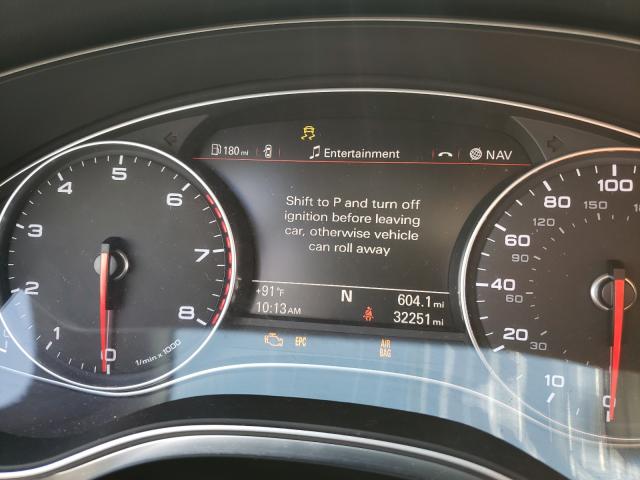 180 mi
Entertainment
NAV
Shift to P and turn off
ignition before leaving
car, otherwise vehicle
can roll away
+91°F
N
604.1 mi
10:13 AM
32251 mi
EPC
AIR
BAG
0
1
2
3
4
5
6
7
8
1/min x 1000
0
10
20
30
40
60
60
90
80
120
100
150